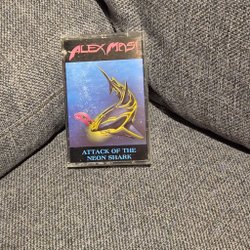 ALEX MASI
ATTACK OF THE
NEON SHARK